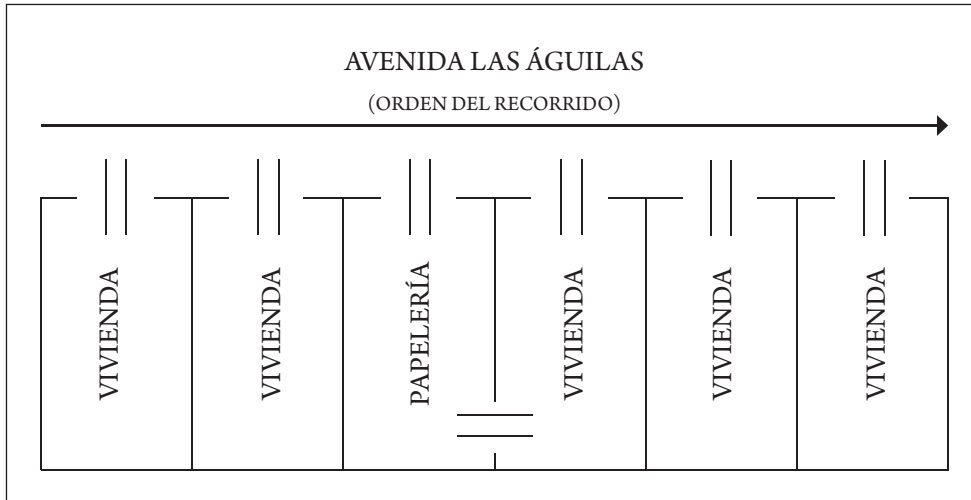 AVENIDA LAS ÁGUILAS
(ORDEN DEL RECORRIDO)
VIVIENDA
VIVIENDA
PAPELERÍA
VIVIENDA
VIVIENDA
VIVIENDA